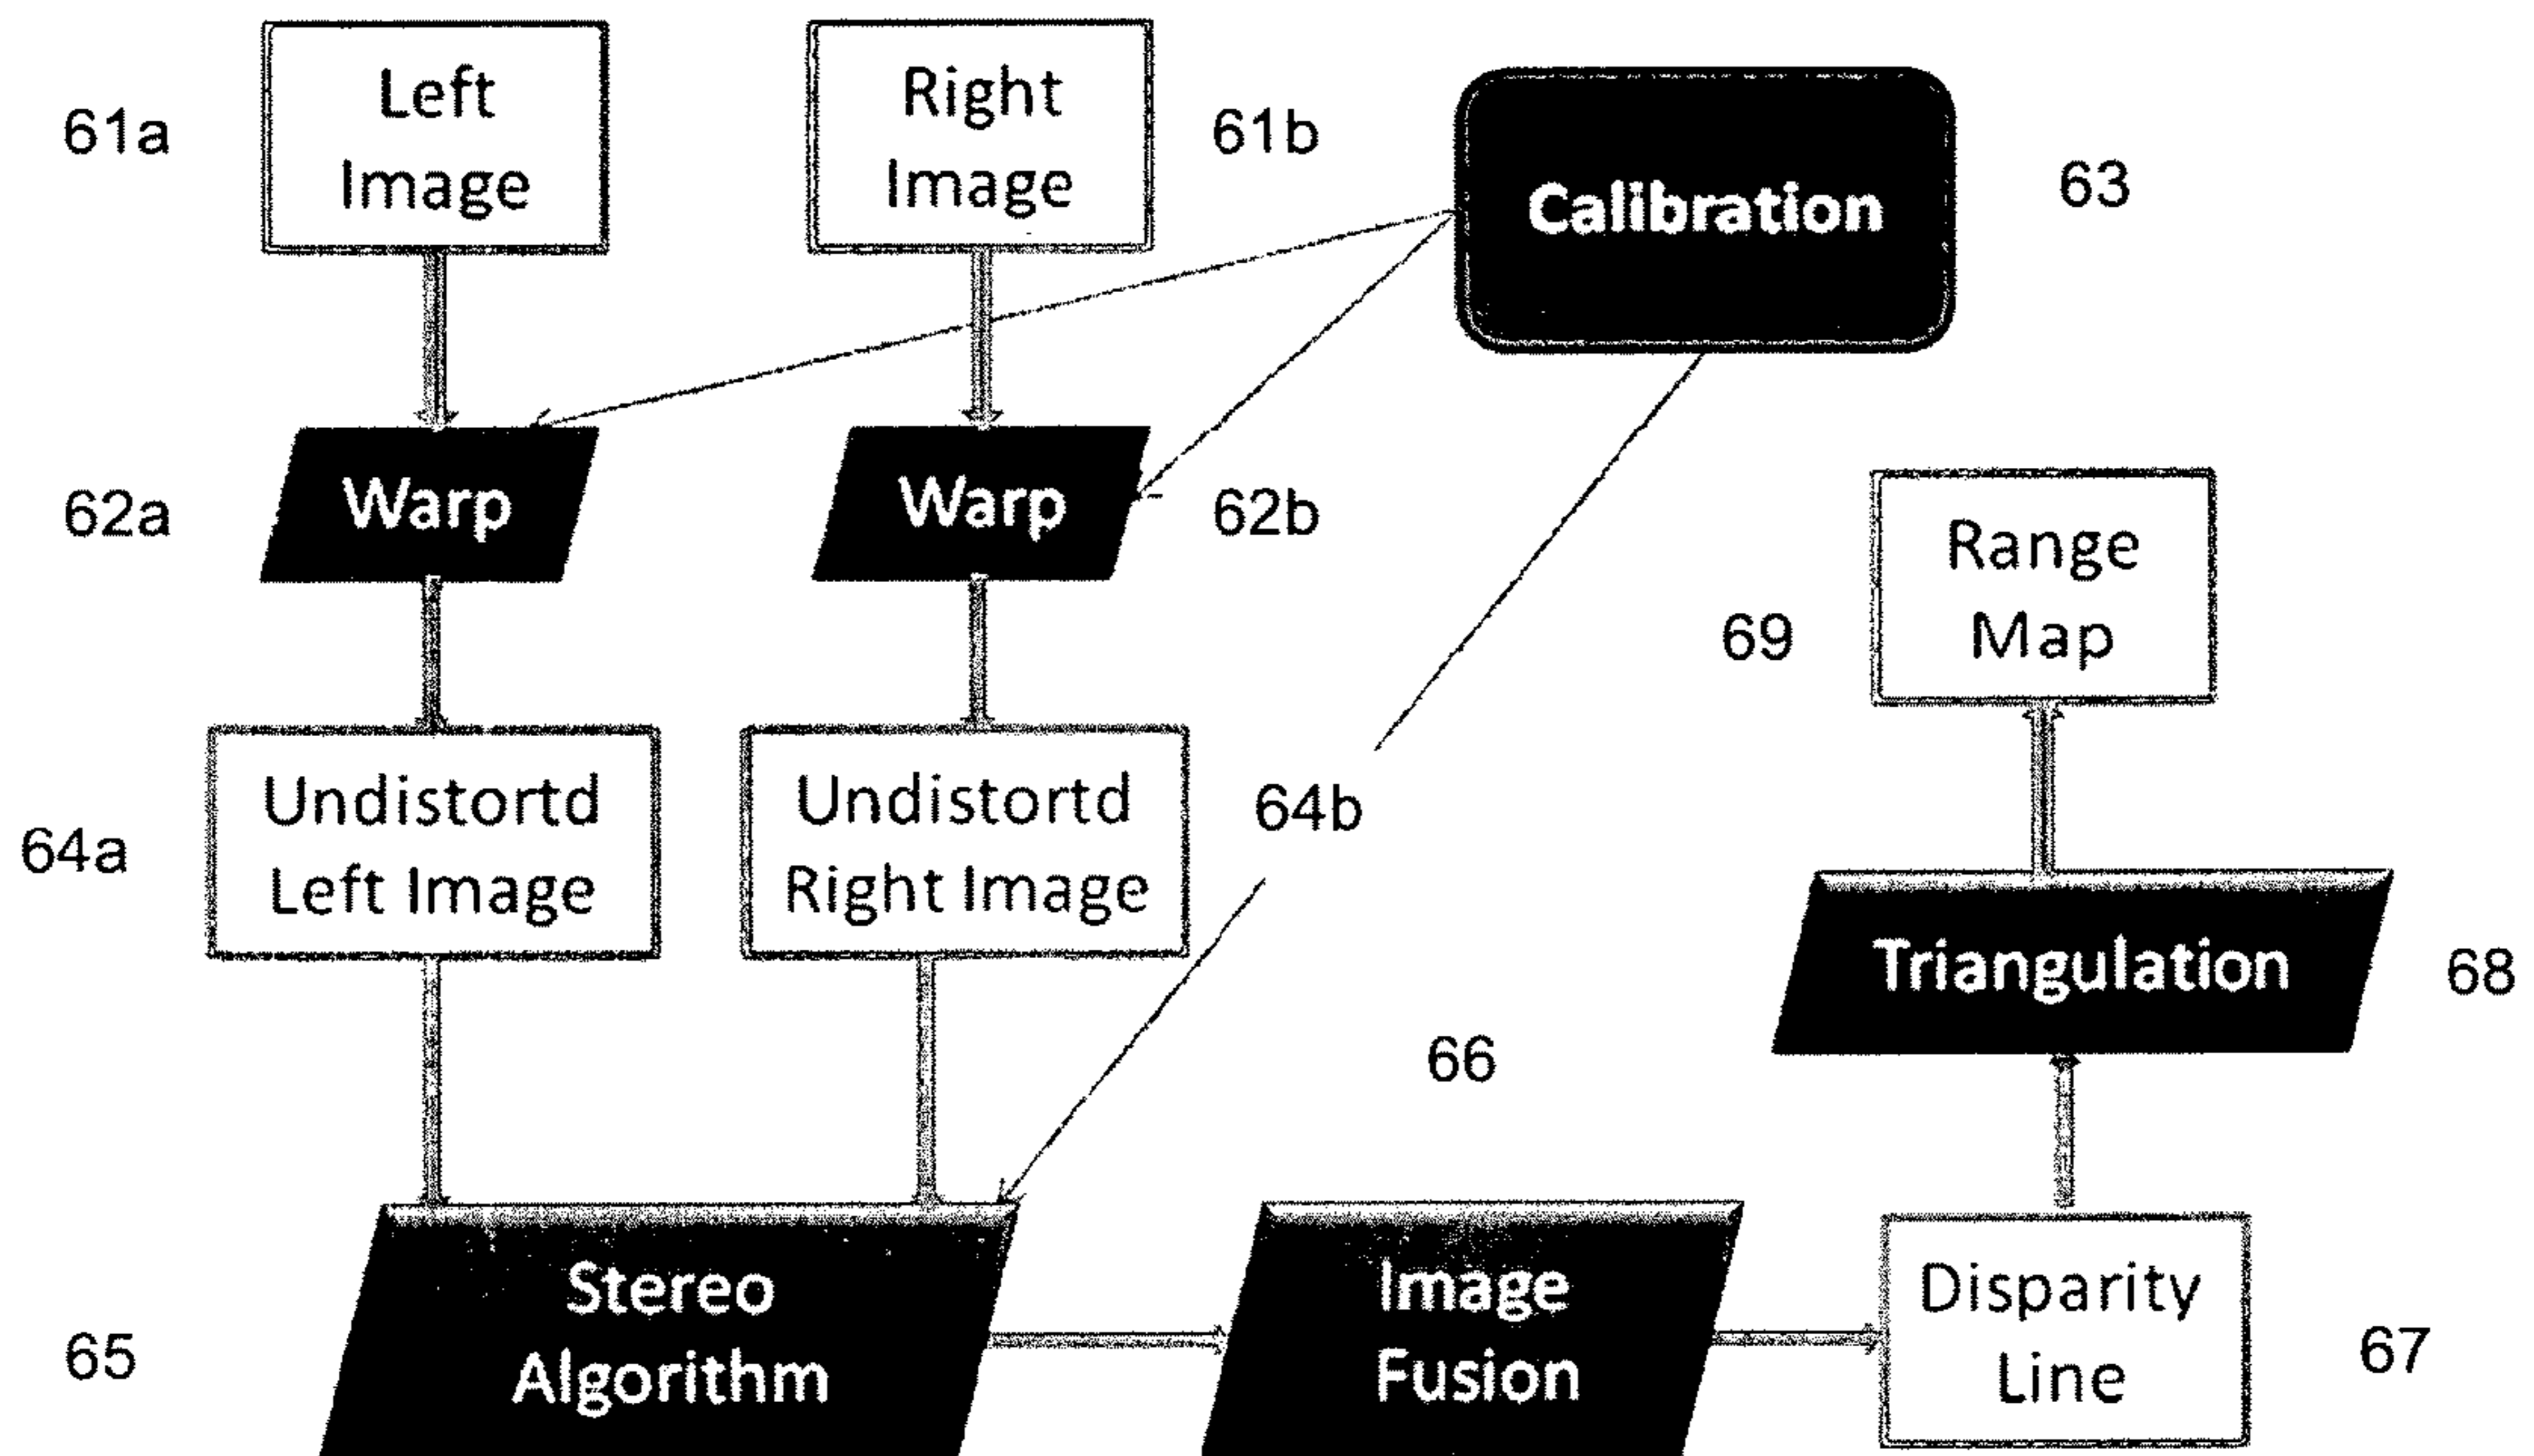 61a
Left
Image
Right
Image
61b
Calibration
63
62a
Warp
Warp
62b
Range
Map
69
64a
Undistortd
Left Image
Undistortd
Right Image
64b
Triangulation
68
66
65
Stereo
Algorithm
Image
Fusion
Disparity
Line
67